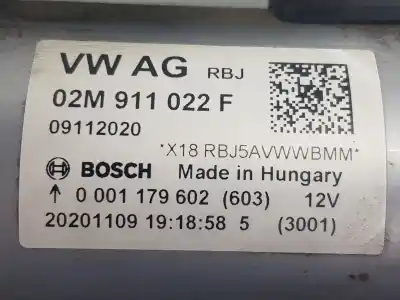 VW AG RBJ
02M 911 022 F
09112020
*X18 RBJ5AVWWBMM*
BOSCH Made in Hungary
↑ 0 001 179 602 (603) 12V
20201109 19:18:58 5 (3001)